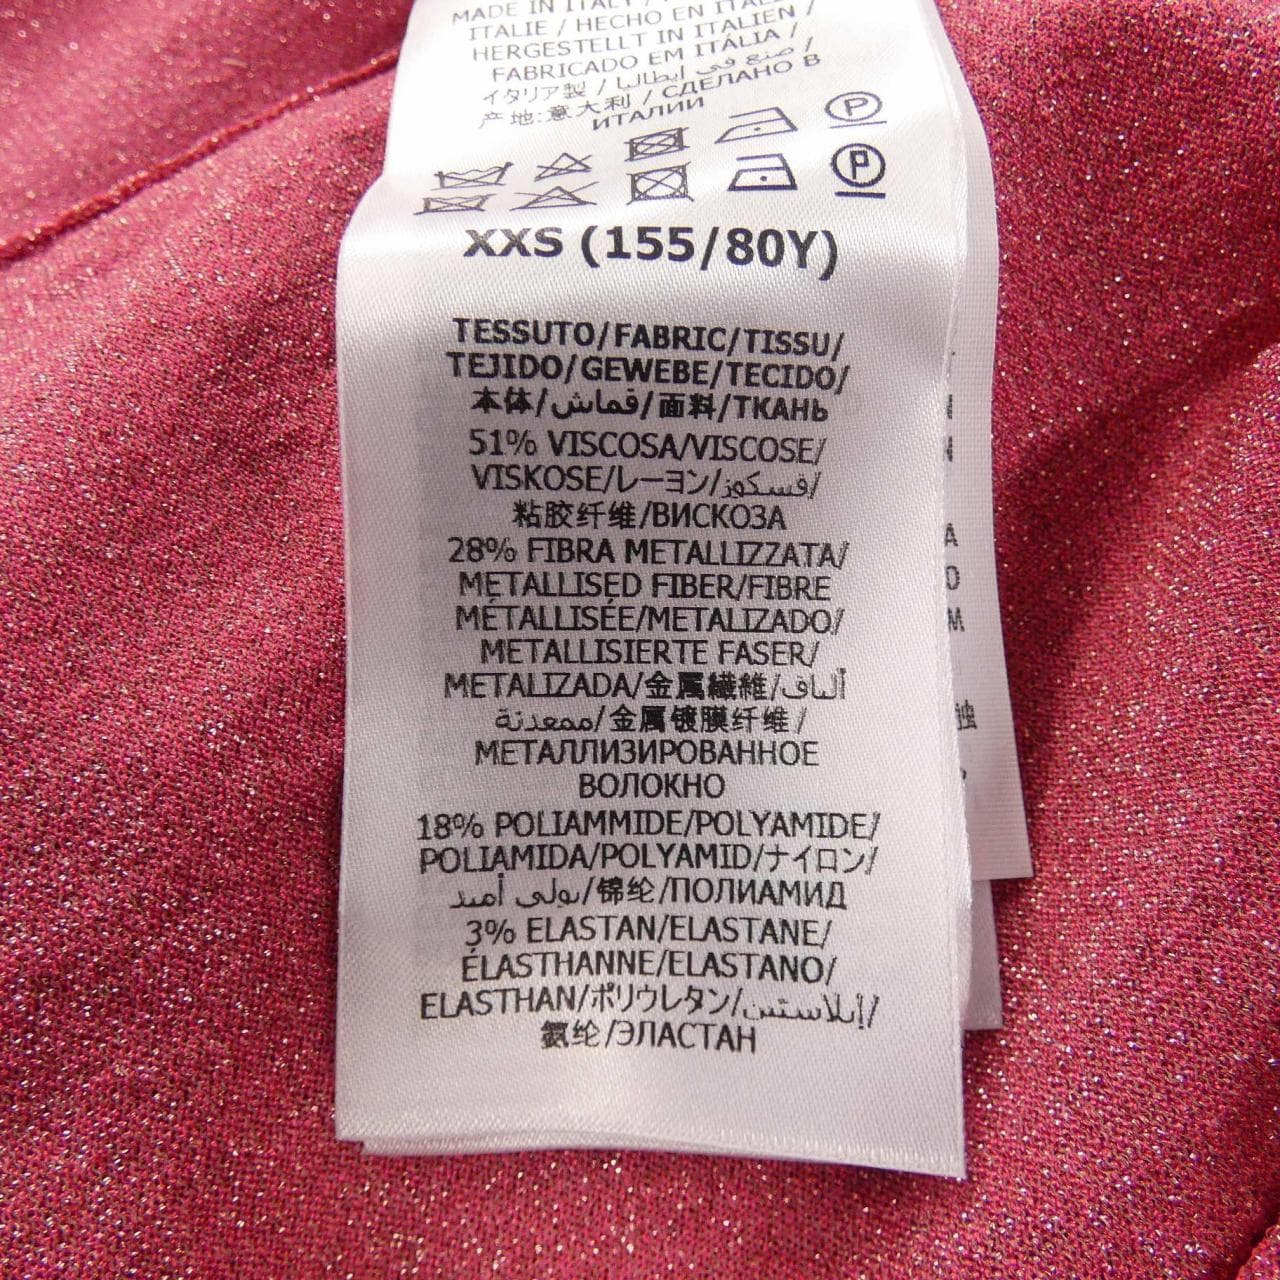 MADE IN ITALY /
ITALIE / HECHO EN ITALIA /
HERGESTELLT IN ITALIEN /
FABRICADO EM ITÁLIA /
イタリア製 / صنع في ايطاليا /
产地:意大利 / СДЕЛАНО В
ИТАЛИИ
P
P
XXS (155/80Y)
TESSUTO/FABRIC/TISSU/
TEJIDO/GEWEBE/TECIDO/
本体/قماش/面料/ТКАНЬ
51% VISCOSA/VISCOSE/
VISKOSE/レーヨン/فسكوز/
粘胶纤维/ВИСКОЗА
28% FIBRA METALLIZZATA/
METALLISED FIBER/FIBRE
MÉTALLISÉE/METALIZADO/
METALLISIERTE FASER/
METALIZADA/金属繊維/ألياف
ممعدنة/金属镀膜纤维/
МЕТАЛЛИЗИРОВАННОЕ
ВОЛОКНО
18% POLIAMMIDE/POLYAMIDE/
POLIAMIDA/POLYAMID/ナイロン/
بولي أميد/锦纶/ПОЛИАМИД
3% ELASTAN/ELASTANE/
ÉLASTHANNE/ELASTANO/
ELASTHAN/ポリウレタン/إيلاستين/
氨纶/ЭЛАСТАН